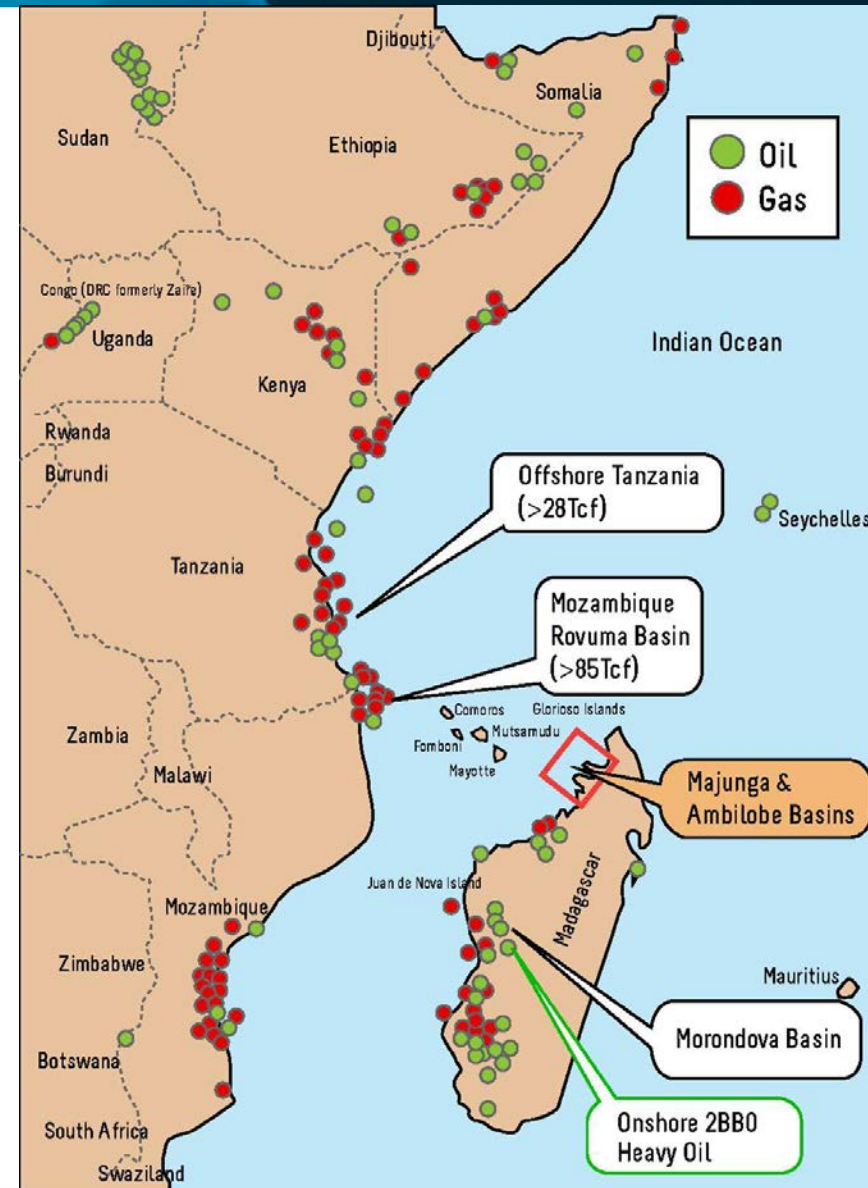 Djibouti
Somalia
Sudan
Ethiopia
Oil
Gas
Congo (DRC formerly Zaire)
Uganda
Indian Ocean
Kenya
Rwanda
Burundi
Offshore Tanzania
(>28Tcf)
Seychelles
Tanzania
Mozambique
Rovuma Basin
(>85Tcf)
Comoros
Glorioso Islands
Zambia
Fomboni
Mutsamudu
Malawi
Mayotte
Majunga &
Ambilobe Basins
Juan de Nova Island
Madagascar
Mozambique
Zimbabwe
Mauritius
Morondova Basin
Botswana
South Africa
Onshore 2BBO
Heavy Oil
Swaziland